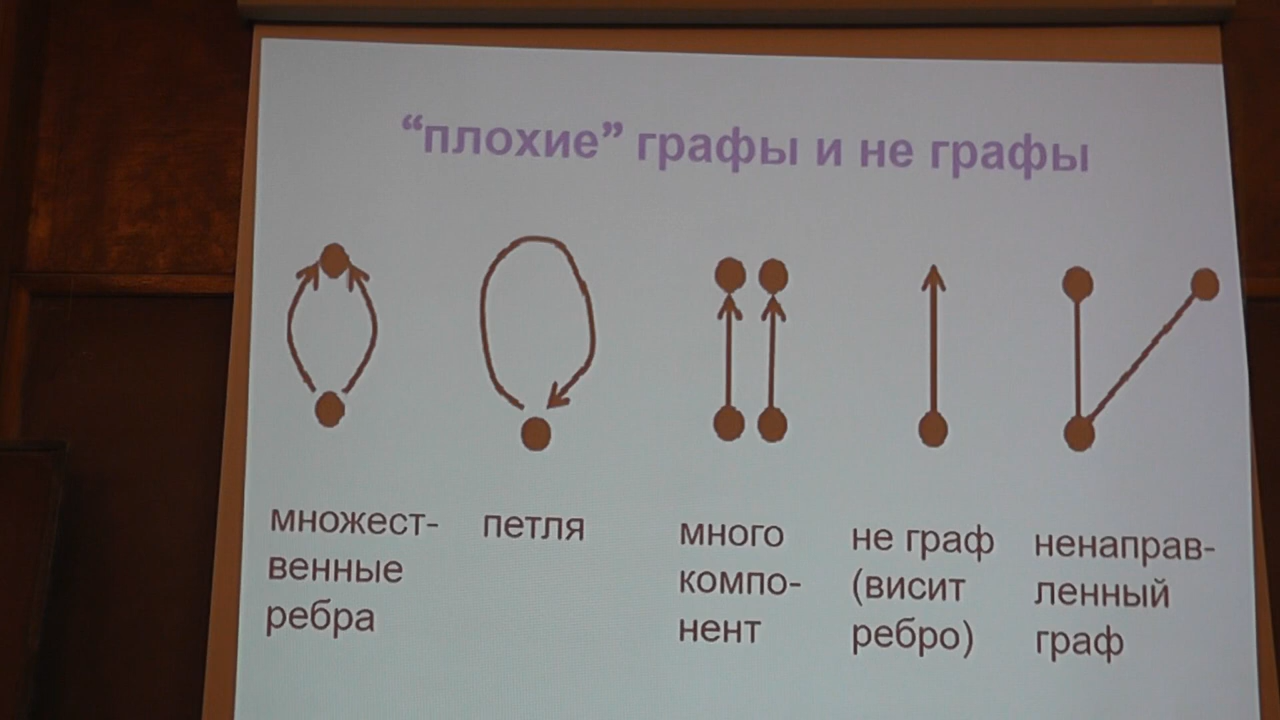 “плохие” графы и не графы
множест-
венные
ребра
петля
много
компо-
нент
не граф
(висит
ребро)
ненаправ-
ленный
граф